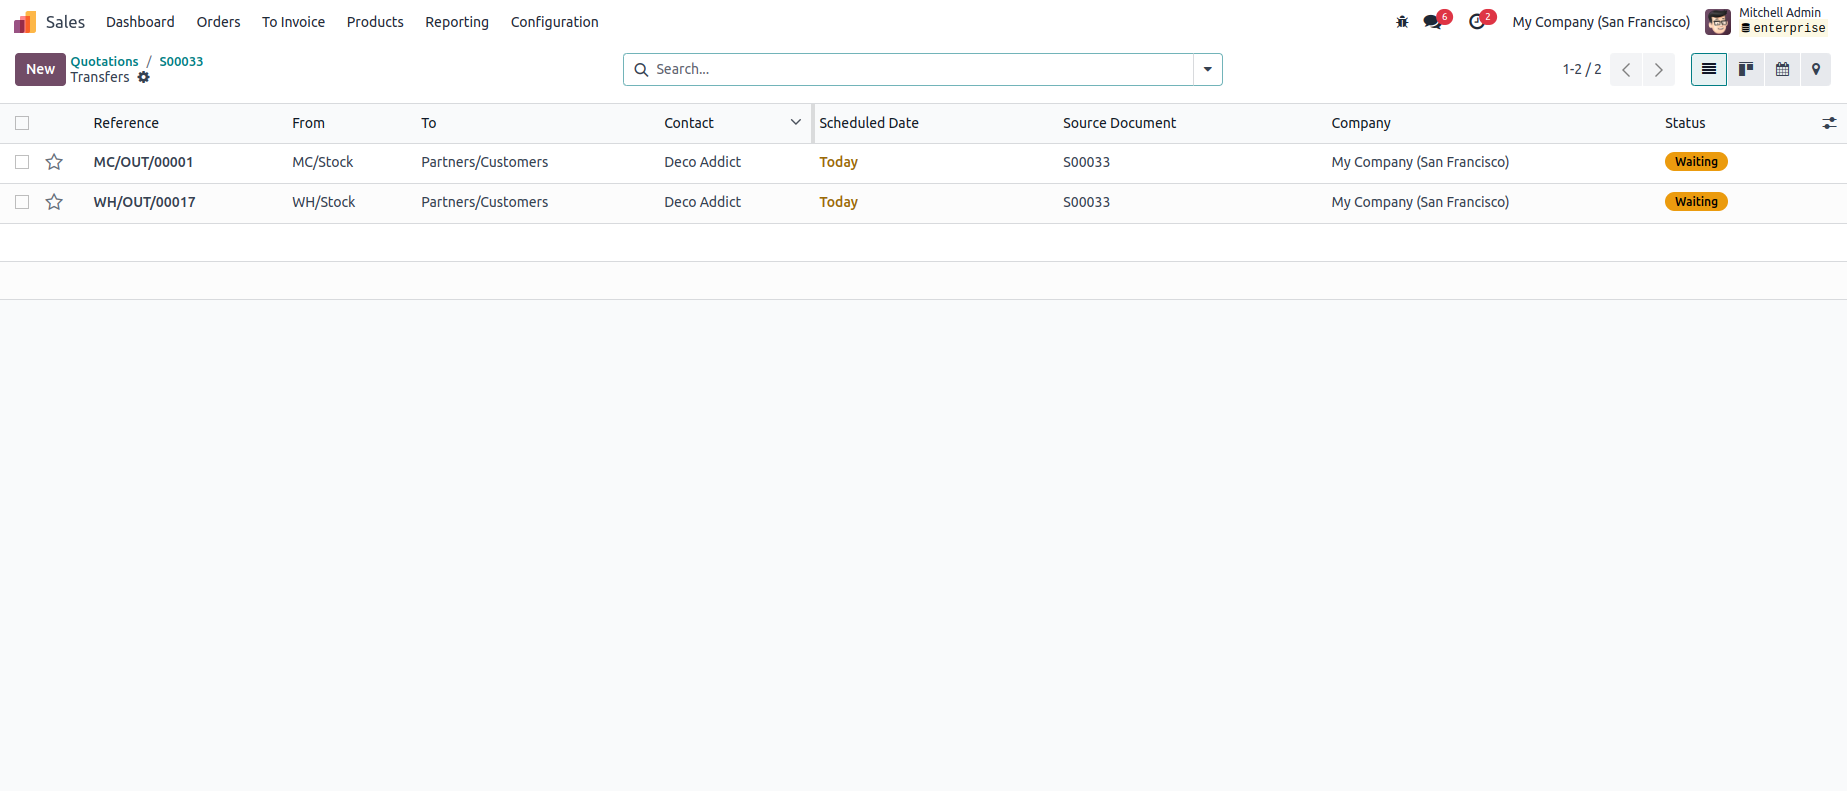 Sales Dashboard Orders To Invoice Products Reporting Configuration 6 2 My Company (San Francisco) Mitchell Admin
enterprise
New Quotations / S00033
Transfers
Search...
1-2 / 2
Reference From To Contact Scheduled Date Source Document Company Status
MC/OUT/00001 MC/Stock Partners/Customers Deco Addict Today S00033 My Company (San Francisco) Waiting
WH/OUT/00017 WH/Stock Partners/Customers Deco Addict Today S00033 My Company (San Francisco) Waiting